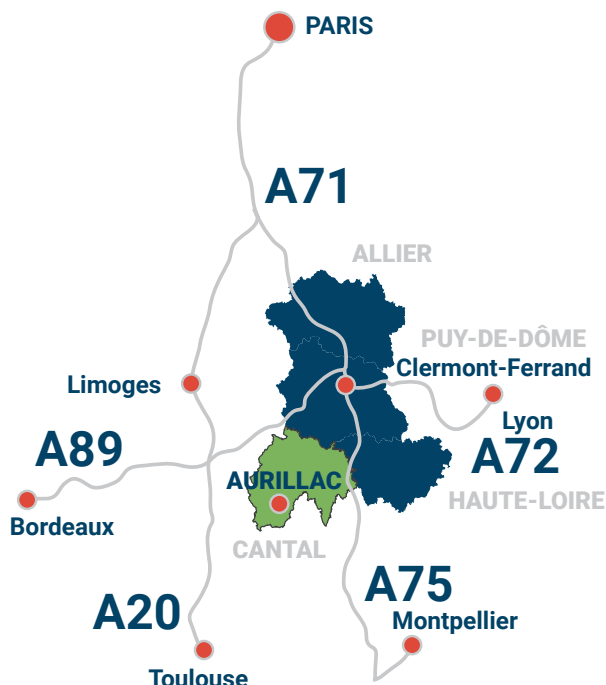 PARIS
A71
ALLIER
PUY-DE-DÔME
Clermont-Ferrand
Limoges
Lyon
A89
A72
AURILLAC
HAUTE-LOIRE
Bordeaux
CANTAL
A75
A20
Montpellier
Toulouse